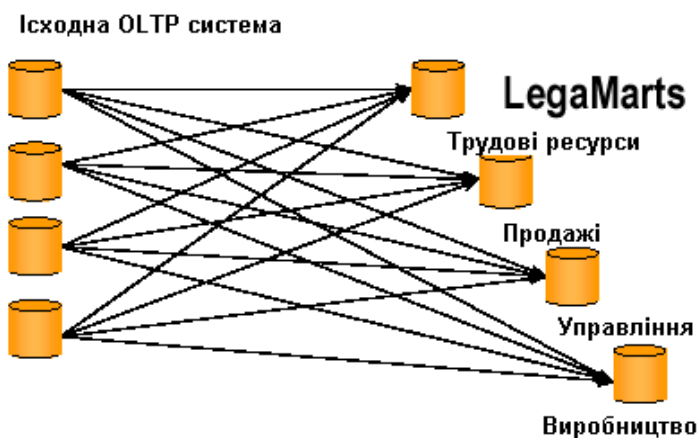 Ісходна OLTP система
LegaMarts
Трудові ресурси
Продажі
Управління
Виробництво